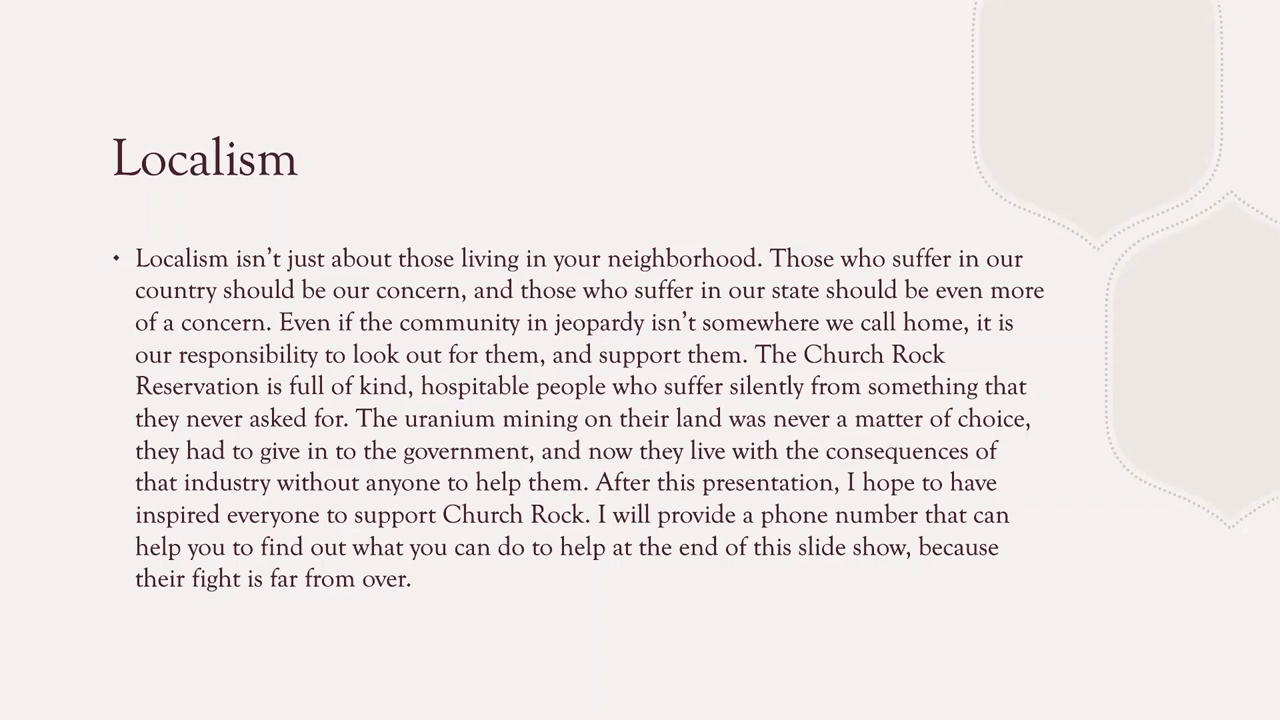 Localism
• Localism isn't just about those living in your neighborhood. Those who suffer in our
country should be our concern, and those who suffer in our state should be even more
of a concern. Even if the community in jeopardy isn't somewhere we call home, it is
our responsibility to look out for them, and support them. The Church Rock
Reservation is full of kind, hospitable people who suffer silently from something that
they never asked for. The uranium mining on their land was never a matter of choice,
they had to give in to the government, and now they live with the consequences of
that industry without anyone to help them. After this presentation, I hope to have
inspired everyone to support Church Rock. I will provide a phone number that can
help you to find out what you can do to help at the end of this slide show, because
their fight is far from over.